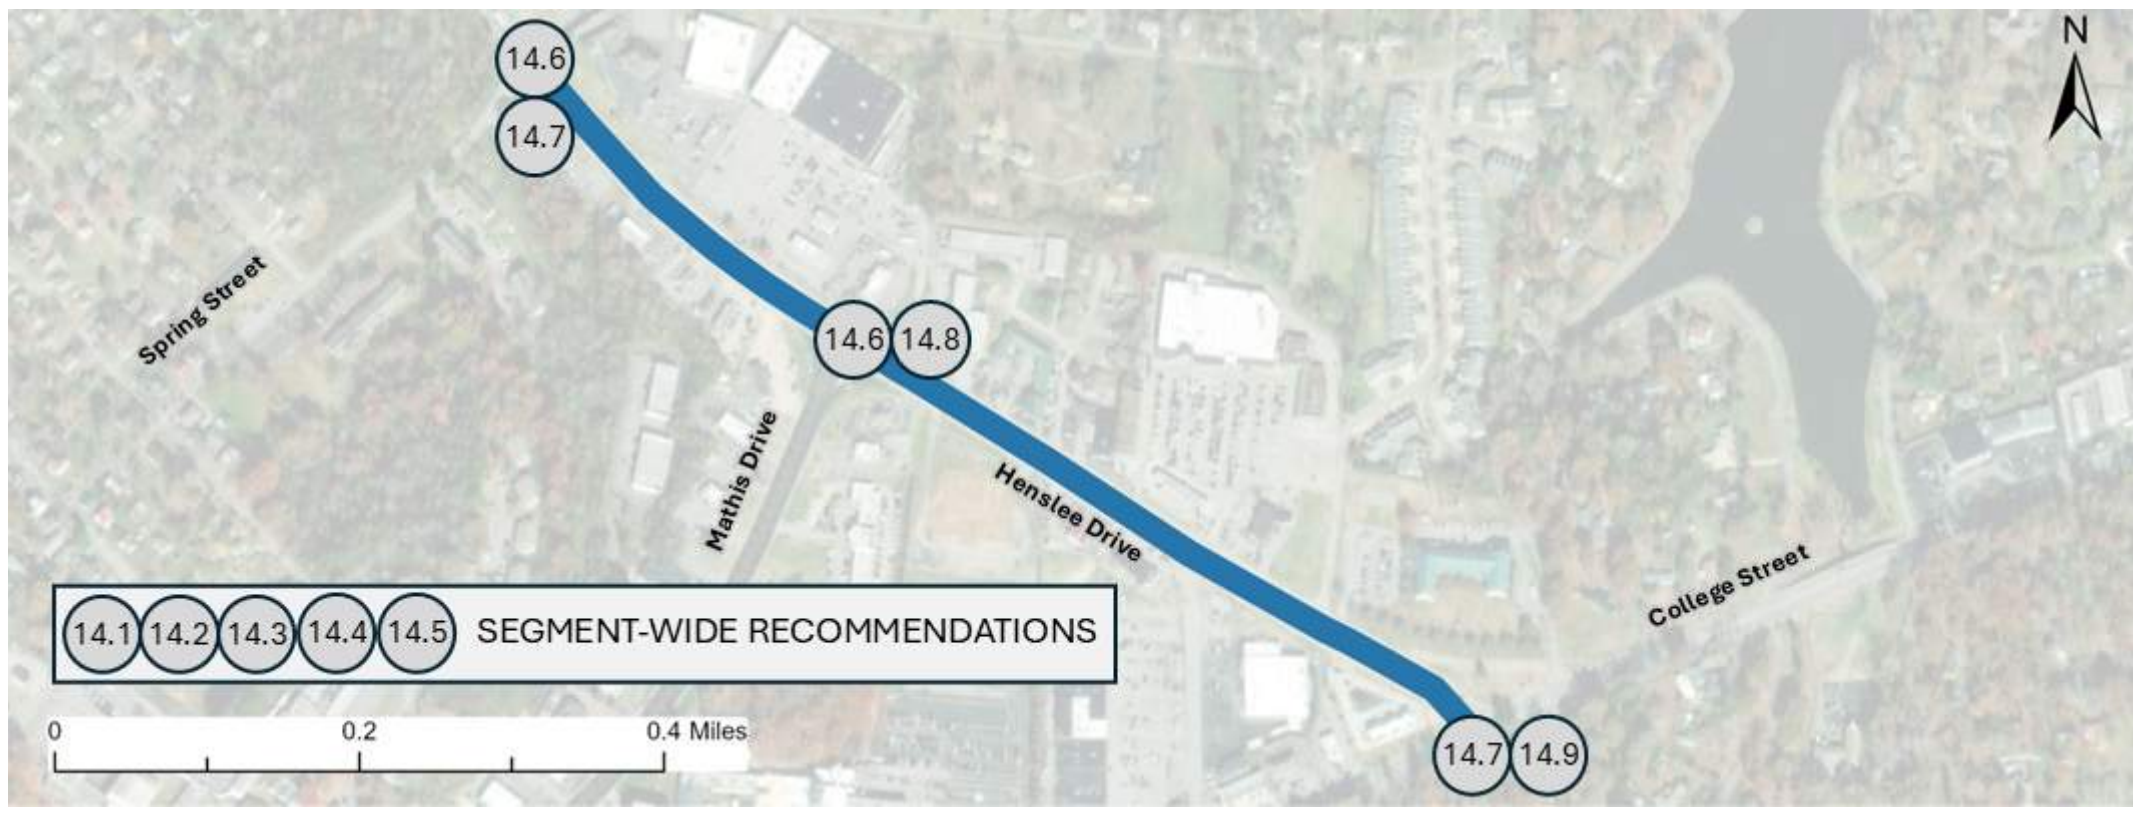 14.6
N
14.7
Spring Street
14.6 14.8
Mathis Drive
Henslee Drive
College Street
14.1 14.2 14.3 14.4 14.5 SEGMENT-WIDE RECOMMENDATIONS
0 0.2 0.4 Miles
14.7 14.9